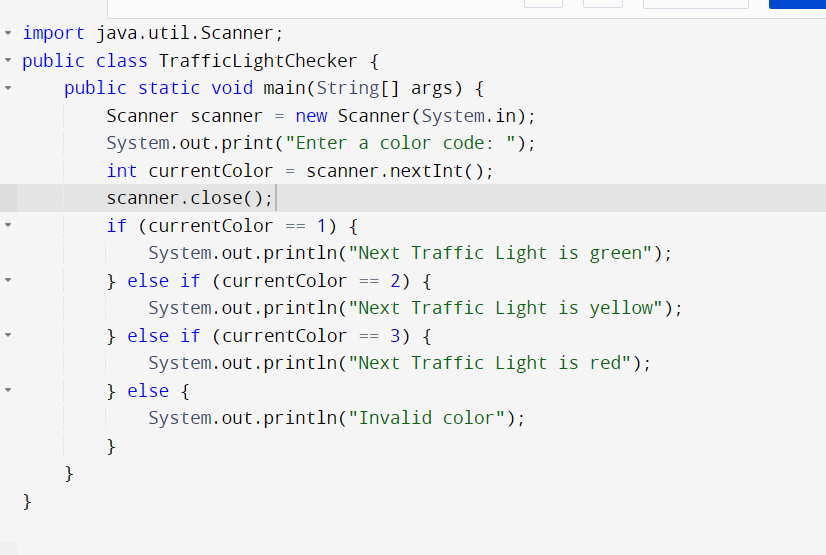 import java.util.Scanner;
public class TrafficLightChecker {
    public static void main(String[] args) {
        Scanner scanner = new Scanner(System.in);
        System.out.print("Enter a color code: ");
        int currentColor = scanner.nextInt();
        scanner.close();
        if (currentColor == 1) {
            System.out.println("Next Traffic Light is green");
        } else if (currentColor == 2) {
            System.out.println("Next Traffic Light is yellow");
        } else if (currentColor == 3) {
            System.out.println("Next Traffic Light is red");
        } else {
            System.out.println("Invalid color");
        }
    }
}